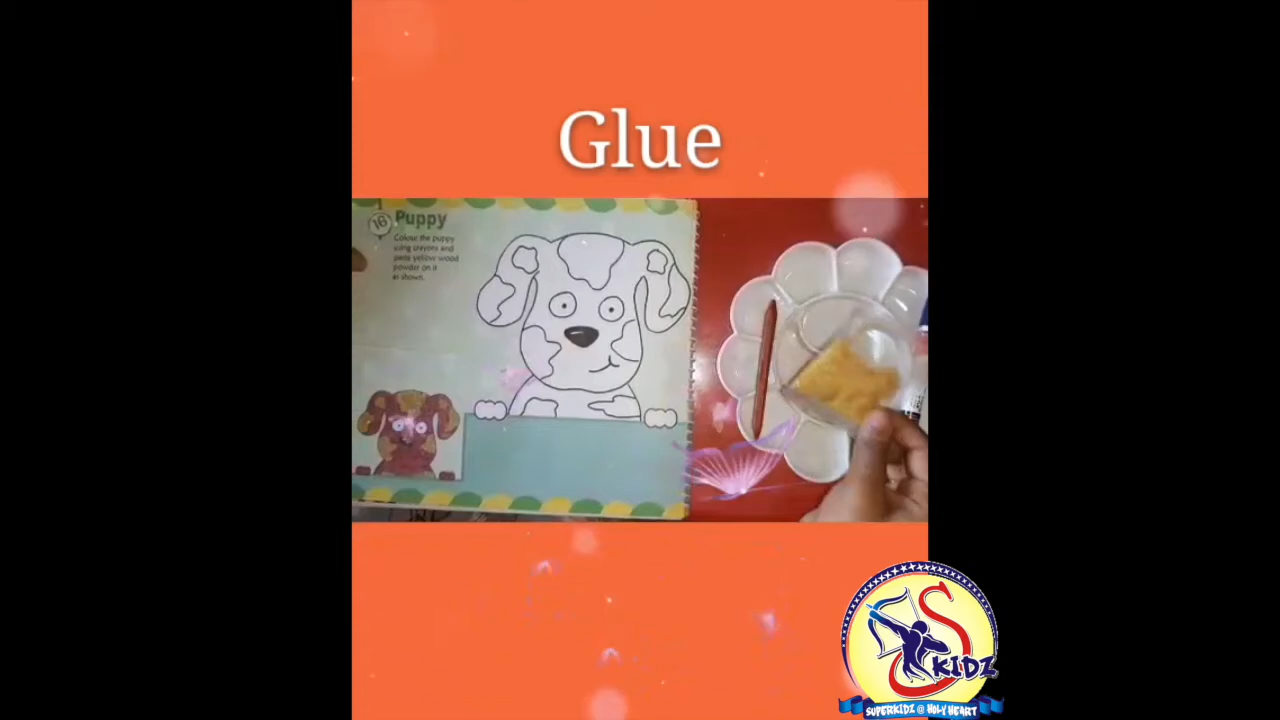 Glue
16
Puppy
Colour the puppy
using crayons and
paste yellow wood
powder on it
as shown.
S
KIDZ
SUPERKIDZ @ HOLY HEART